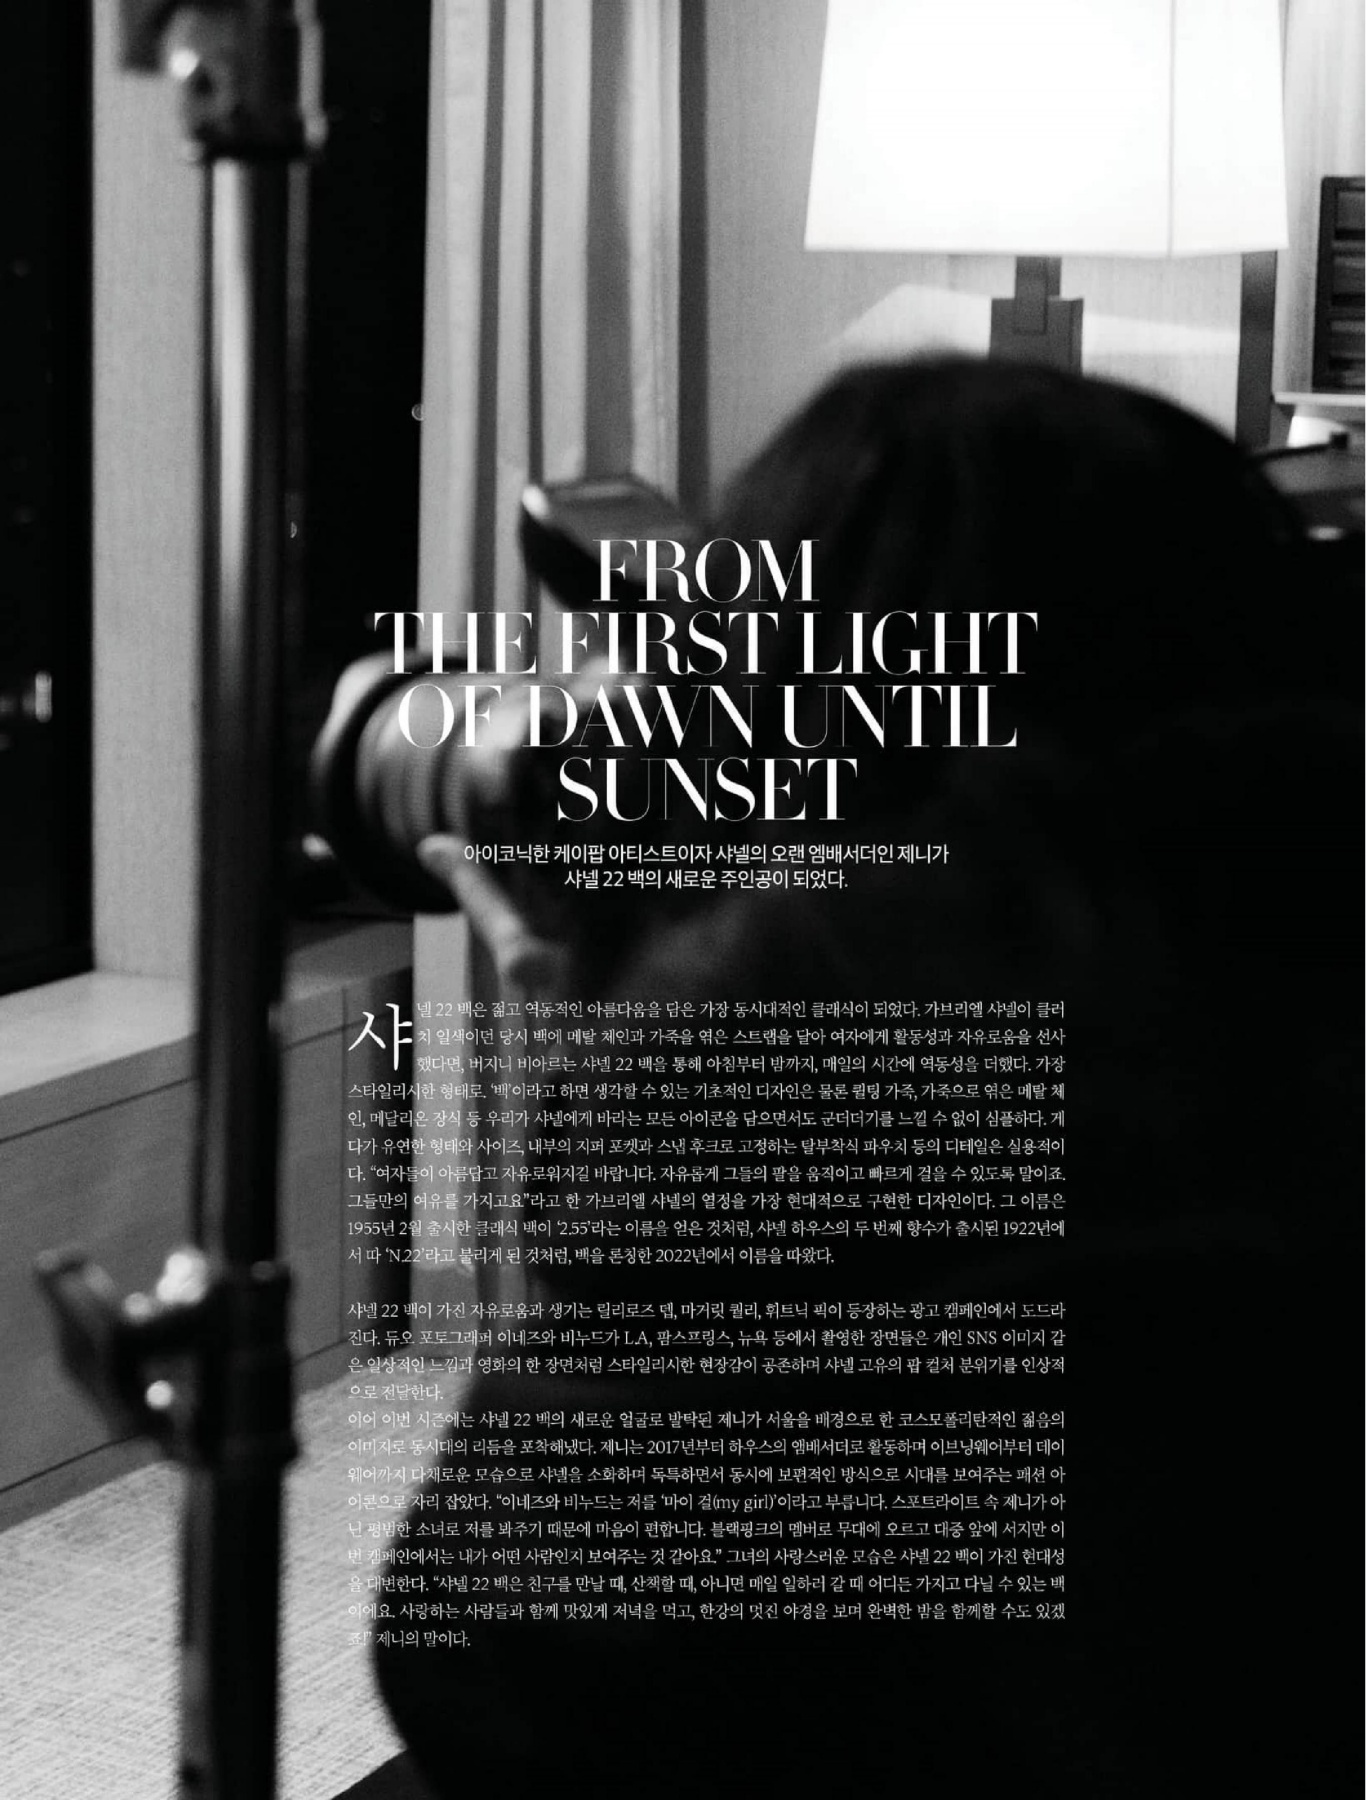 FROM
THE FIRST LIGHT
OF DAWN UNTIL
SUNSET
아이코닉한 케이팝 아티스트이자 샤넬의 오랜 엠배서더인 제니가
샤넬 22 백의 새로운 주인공이 되었다.
샤넬 22 백은 젊고 역동적인 아름다움을 담은 가장 동시대적인 클래식이 되었다. 가브리엘 샤넬이 클러
치 일색이던 당시 백에 메탈 체인과 가죽을 엮은 스트랩을 달아 여자에게 활동성과 자유로움을 선사
했다면, 버지니 비아르는 샤넬 22 백을 통해 아침부터 밤까지, 매일의 시간에 역동성을 더했다. 가장
스타일리시한 형태로. ‘백’이라고 하면 생각할 수 있는 기초적인 디자인은 물론 퀼팅 가죽, 가죽으로 엮은 메탈 체
인, 메달리온 장식 등 우리가 샤넬에게 바라는 모든 아이콘을 담으면서도 군더더기를 느낄 수 없이 심플하다. 게
다가 유연한 형태와 사이즈, 내부의 지퍼 포켓과 스냅 후크로 고정하는 탈부착식 파우치 등의 디테일은 실용적이
다. “여자들이 아름답고 자유로워지길 바랍니다. 자유롭게 그들의 팔을 움직이고 빠르게 걸을 수 있도록 말이죠.
그들만의 여유를 가지고요.”라고 한 가브리엘 샤넬의 열정을 가장 현대적으로 구현한 디자인이다. 그 이름은
1955년 2월 출시한 클래식 백이 ‘2.55’라는 이름을 얻은 것처럼, 샤넬 하우스의 두 번째 향수가 출시된 1922년에
서 따 ‘N.22’라고 불리게 된 것처럼, 백을 론칭한 2022년에서 이름을 따왔다.
샤넬 22 백이 가진 자유로움과 생기는 릴리로즈 뎁, 마거릿 퀄리, 휘트닉 픽이 등장하는 광고 캠페인에서 도드라
진다. 듀오 포토그래퍼 이네즈와 비누드가 L.A, 팜스프링스, 뉴욕 등에서 촬영한 장면들은 개인 SNS 이미지 같
은 일상적인 느낌과 영화의 한 장면처럼 스타일리시한 현장감이 공존하며 샤넬 고유의 팝 컬처 분위기를 인상적
으로 전달한다.
이어 이번 시즌에는 샤넬 22 백의 새로운 얼굴로 발탁된 제니가 서울을 배경으로 한 코스모폴리탄적인 젊음의
이미지로 동시대의 리듬을 포착해냈다. 제니는 2017년부터 하우스의 앰배서더로 활동하며 이브닝웨어부터 데이
웨어까지 다채로운 모습으로 샤넬을 소화하며 독특하면서 동시에 보편적인 방식으로 시대를 보여주는 패션 아
이콘으로 자리 잡았다. “이네즈와 비누드는 저를 ‘마이 걸(my girl)’이라고 부릅니다. 스포트라이트 속 제니가 아
닌 평범한 소녀로 저를 봐주기 때문에 마음이 편합니다. 블랙핑크의 멤버로 무대에 오르고 대중 앞에 서지만 이
번 캠페인에서는 내가 어떤 사람인지 보여주는 것 같아요.” 그녀의 사랑스러운 모습은 샤넬 22 백이 가진 현대성
을 대변한다. “샤넬 22 백은 친구를 만날 때, 산책할 때, 아니면 매일 일하러 갈 때 어디든 가지고 다닐 수 있는 백
이에요. 사랑하는 사람들과 함께 맛있게 저녁을 먹고, 한강의 멋진 야경을 보며 완벽한 밤을 함께할 수도 있겠
죠!” 제니의 말이다.